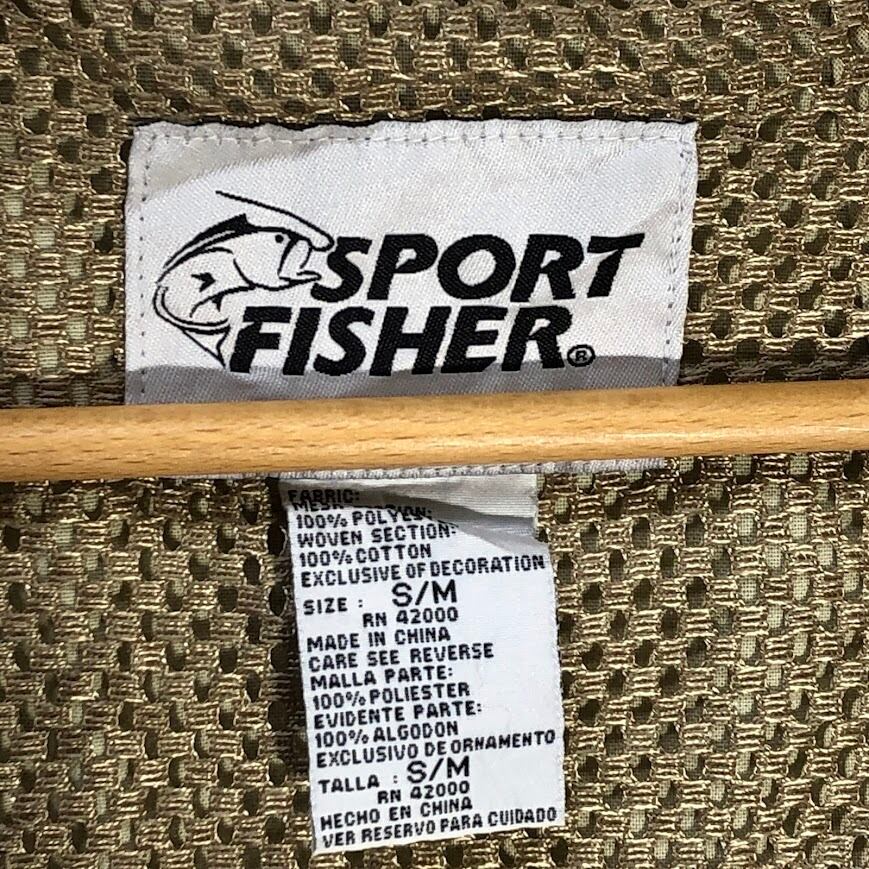 SPORT
FISHER®
FABRIC:
MESH
100% POLYLON:
WOVEN SECTION:
100% COTTON
EXCLUSIVE OF DECORATION
SIZE : S/M
RN 42000
MADE IN CHINA
CARE SEE REVERSE
MALLA PARTE:
100% POLIESTER
EVIDENTE PARTE:
100% ALGODON
EXCLUSIVO DE ORNAMENTO
TALLA : S/M
RN 42000
HECHO EN CHINA
VER RESERVO PARA CUIDADO